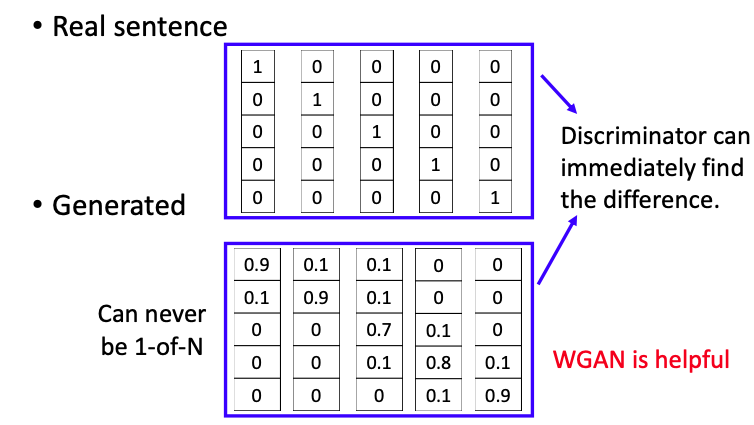 • Real sentence
1 0 0 0 0
0 1 0 0 0
0 0 1 0 0
0 0 0 1 0
0 0 0 0 1
Discriminator can
immediately find
the difference.
• Generated
0.9 0.1 0.1 0 0
0.1 0.9 0.1 0 0
0 0 0.7 0.1 0
0 0 0.1 0.8 0.1
0 0 0 0.1 0.9
Can never
be 1-of-N
WGAN is helpful